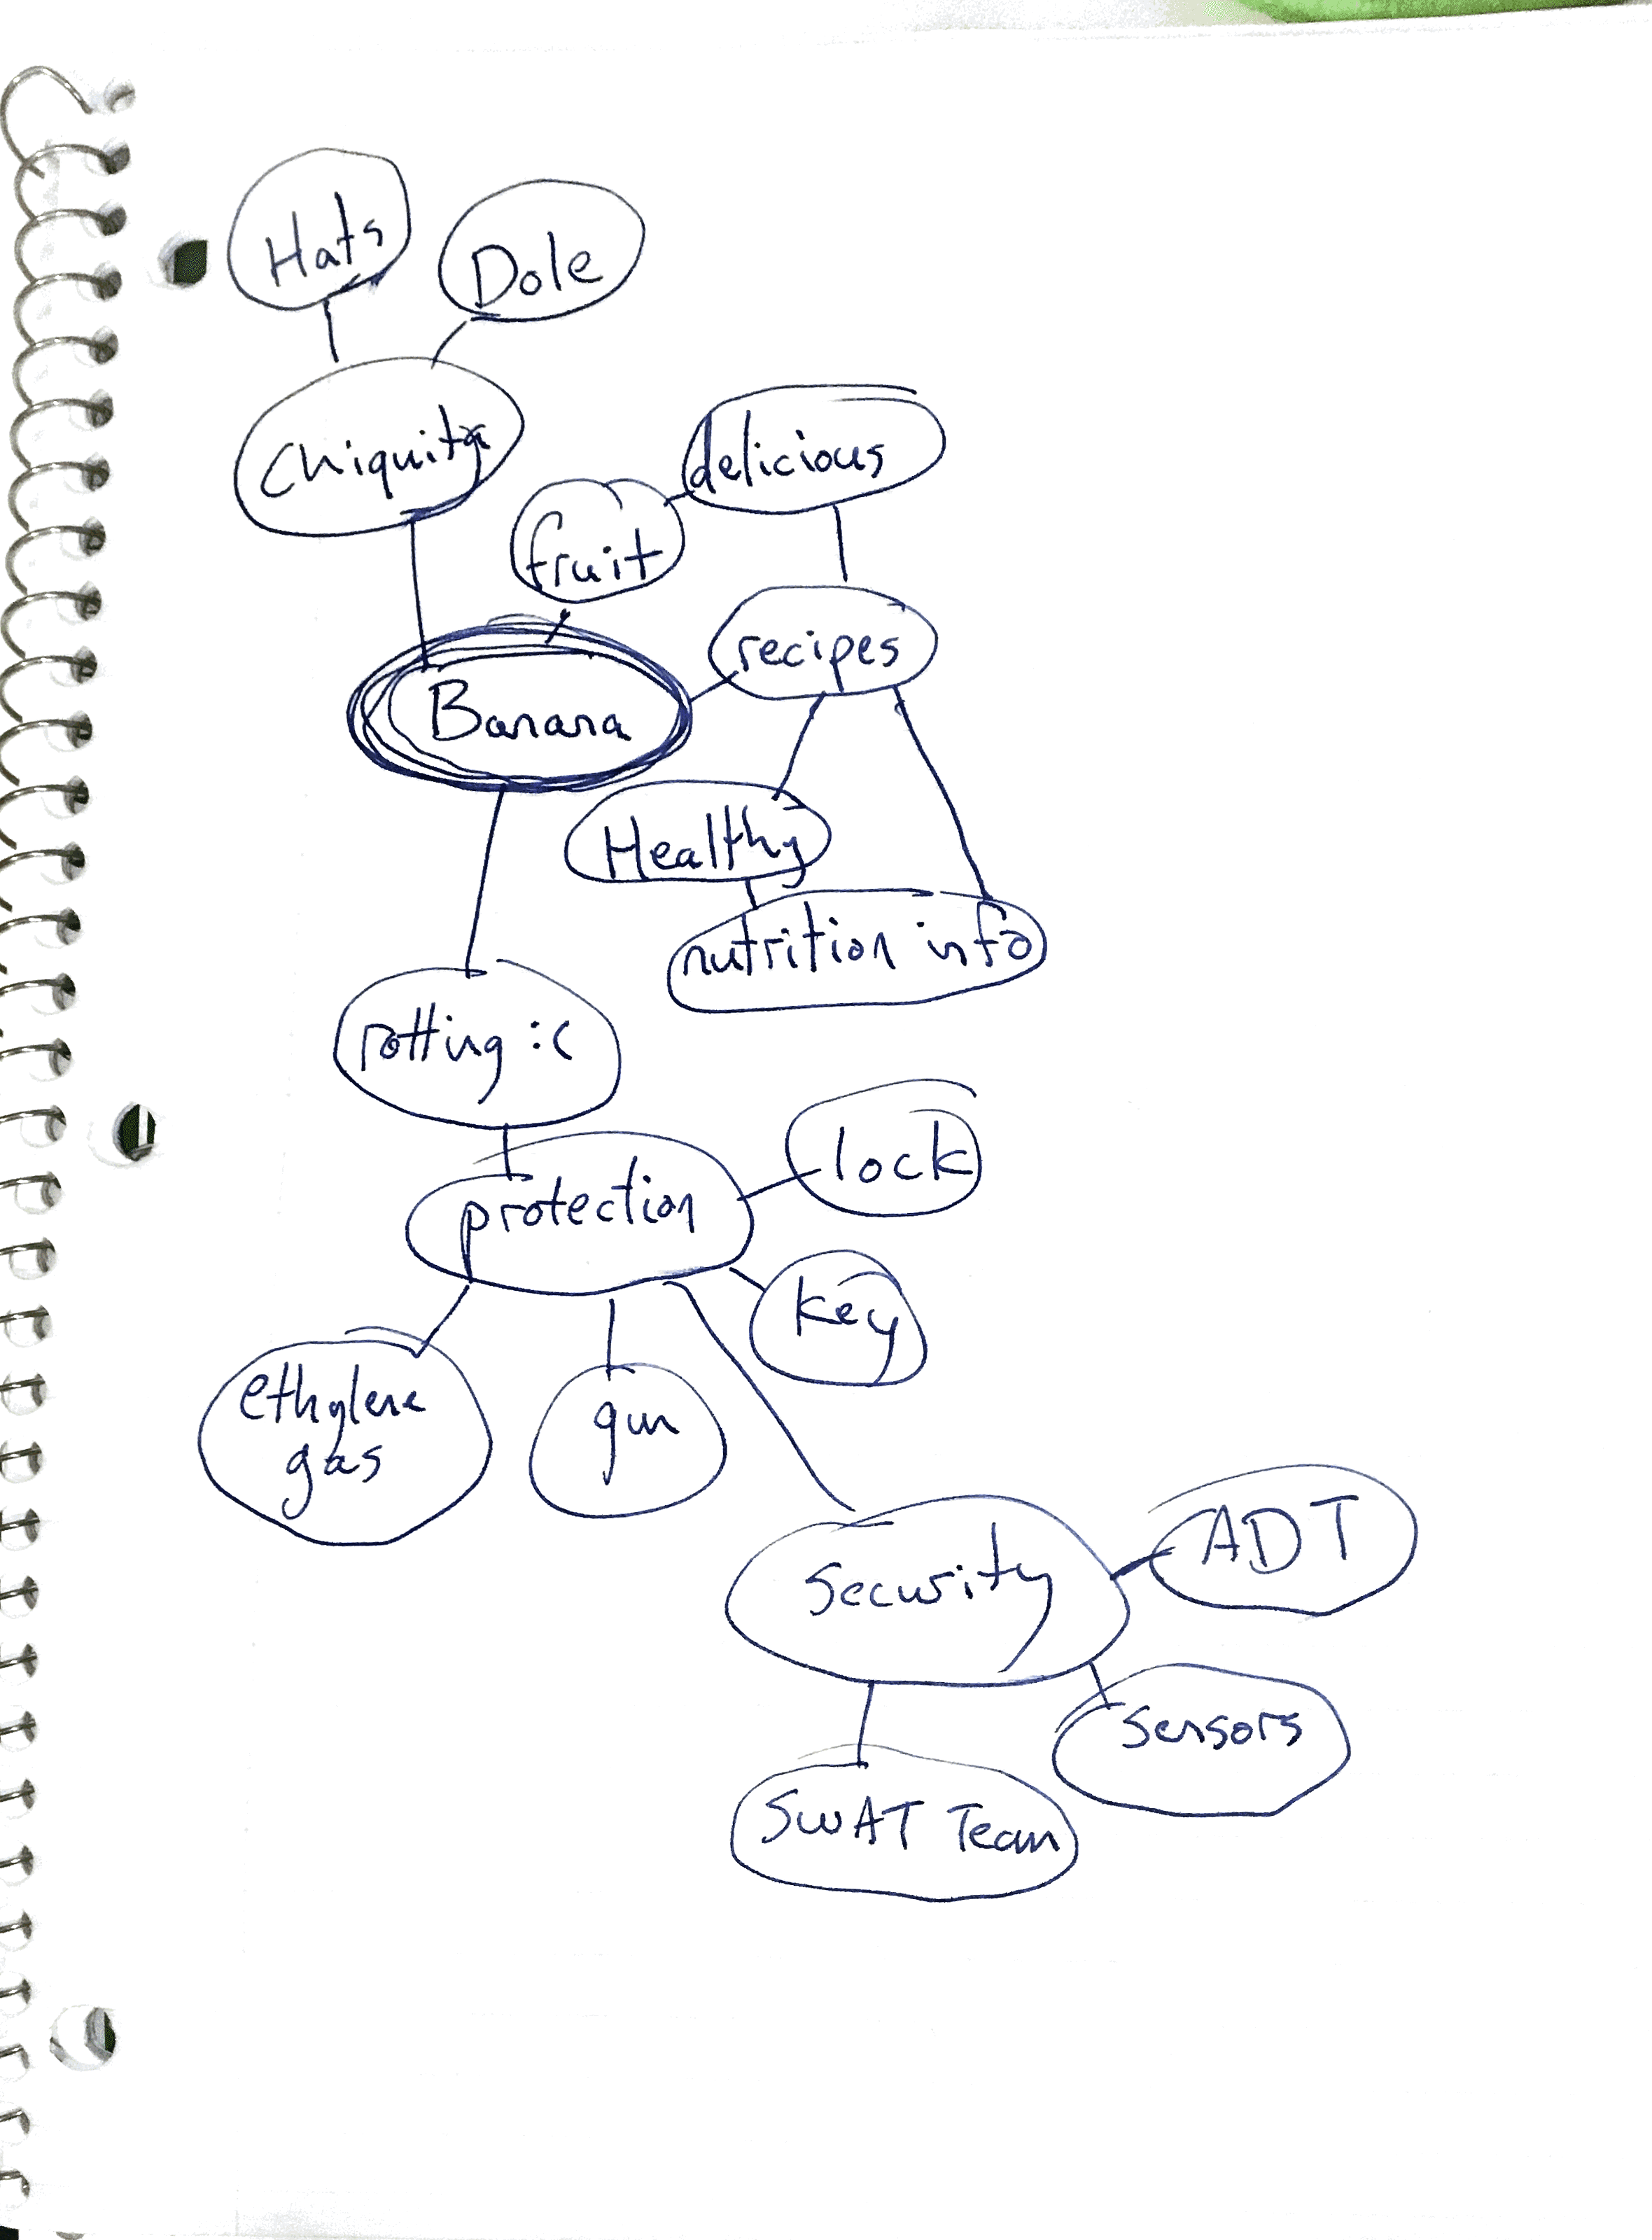 Hats
Dole
Chiquita
delicious
fruit
recipes
Banana
Healthy
nutrition info
rotting :(
lock
protection
key
ethylene
gas
gun
ADT
Security
Sensors
SWAT Team